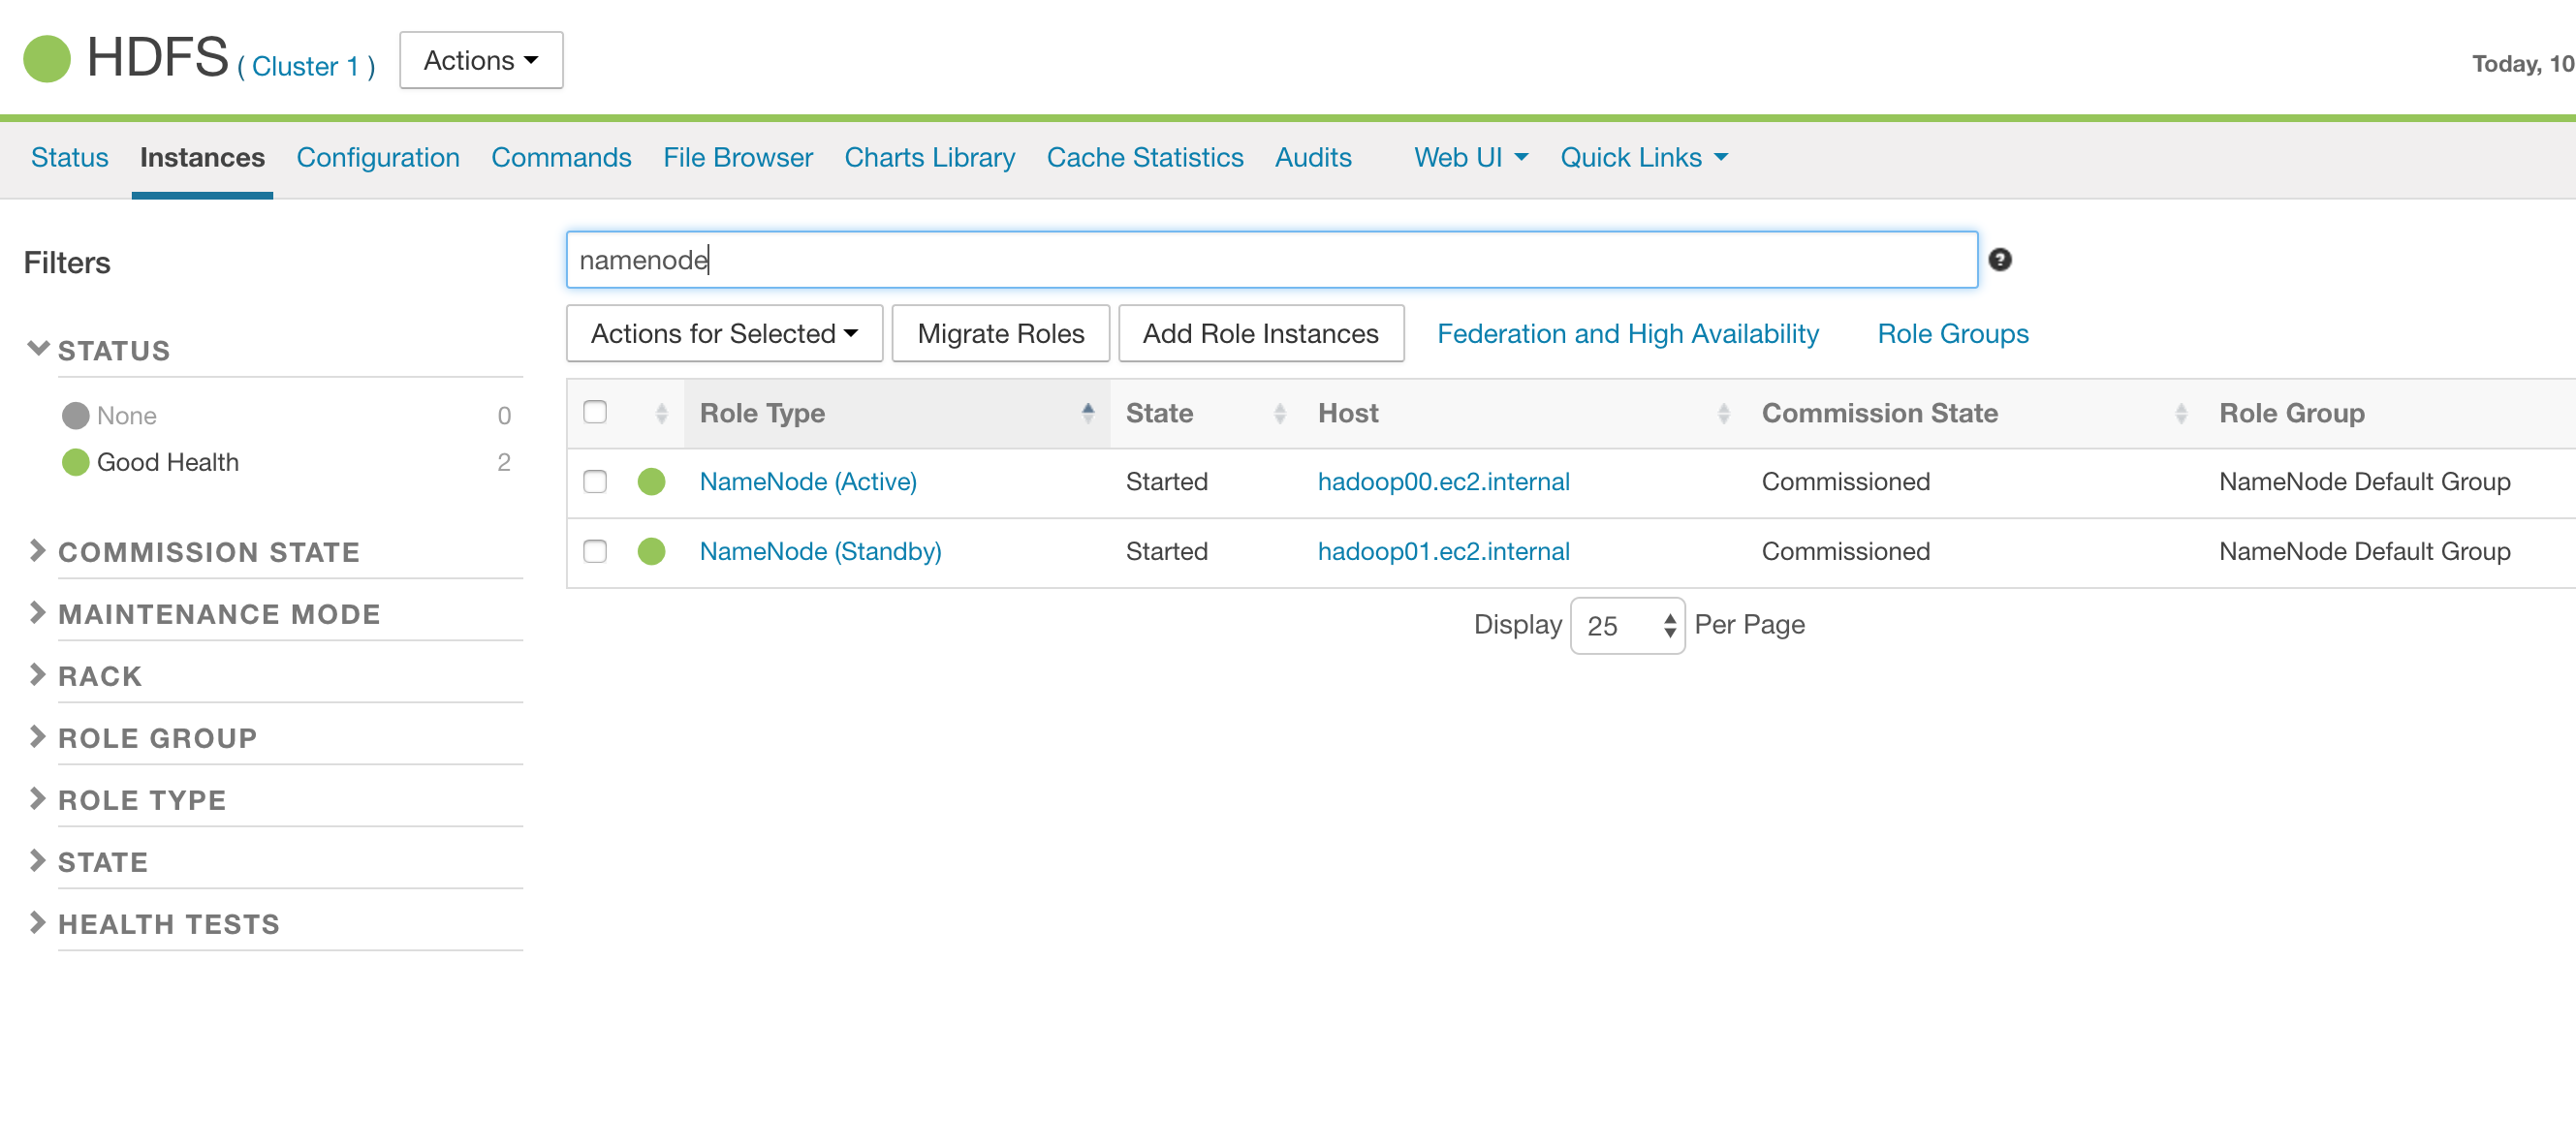 HDFS ( Cluster 1 ) Actions
Today, 10
Status Instances Configuration Commands File Browser Charts Library Cache Statistics Audits Web UI Quick Links
Filters
namenode
?
Actions for Selected Migrate Roles Add Role Instances Federation and High Availability Role Groups
STATUS
None 0
Good Health 2
COMMISSION STATE
MAINTENANCE MODE
RACK
ROLE GROUP
ROLE TYPE
STATE
HEALTH TESTS
Role Type State Host Commission State Role Group
NameNode (Active) Started hadoop00.ec2.internal Commissioned NameNode Default Group
NameNode (Standby) Started hadoop01.ec2.internal Commissioned NameNode Default Group
Display 25 Per Page